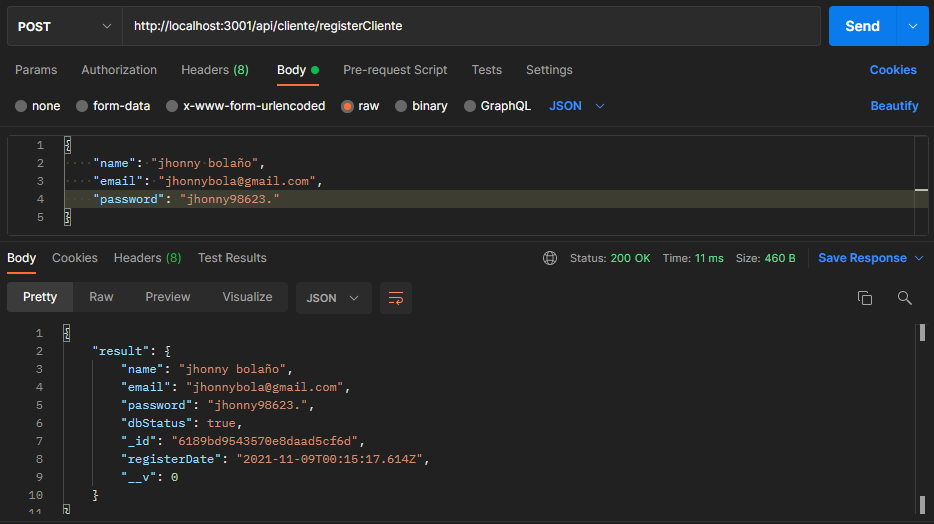 POST http://localhost:3001/api/cliente/registerCliente Send
Params Authorization Headers (8) Body Pre-request Script Tests Settings Cookies
none form-data x-www-form-urlencoded raw binary GraphQL JSON Beautify
1 {
2 "name": "jhonny bolaño",
3 "email": "jhonnybola@gmail.com",
4 "password": "jhonny98623."
5 }
Body Cookies Headers (8) Test Results Status: 200 OK Time: 11 ms Size: 460 B Save Response
Pretty Raw Preview Visualize JSON
1 {
2 "result": {
3 "name": "jhonny bolaño",
4 "email": "jhonnybola@gmail.com",
5 "password": "jhonny98623.",
6 "dbStatus": true,
7 "_id": "6189bd9543570e8daad5cf6d",
8 "registerDate": "2021-11-09T00:15:17.614Z",
9 "__v": 0
10 }
11 }